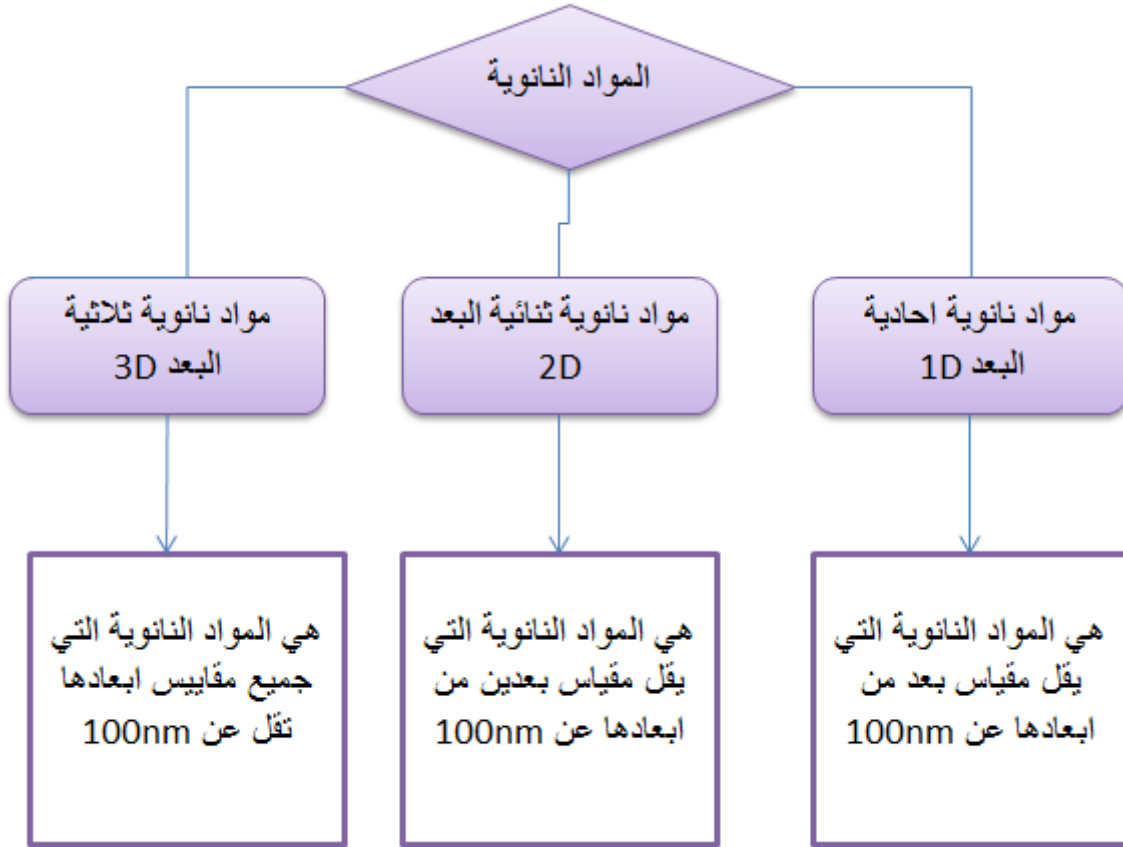 المواد النانوية
مواد نانوية احادية
البعد 1D
مواد نانوية ثنائية البعد
2D
مواد نانوية ثلاثية
البعد 3D
هي المواد النانوية التي
يقل مقياس بعد من
ابعادها عن 100nm
هي المواد النانوية التي
يقل مقياس بعدين من
ابعادها عن 100nm
هي المواد النانوية التي
جميع مقاييس ابعادها
تقل عن 100nm